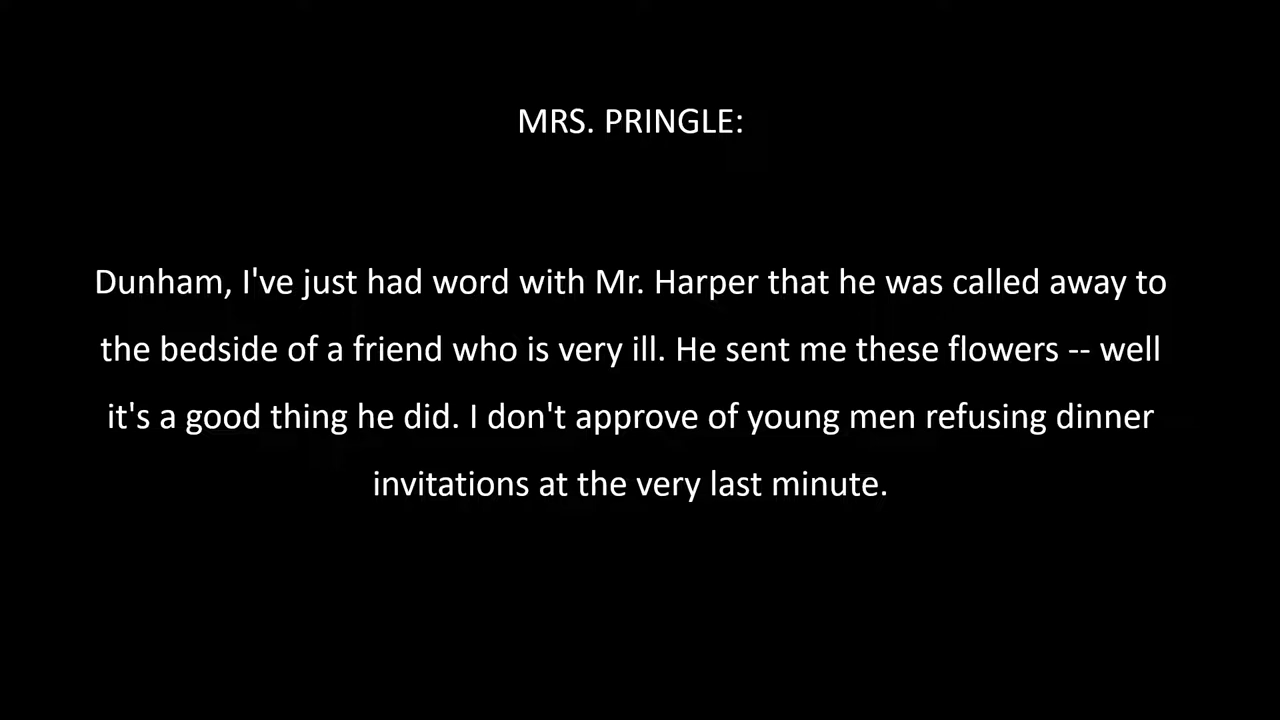 MRS. PRINGLE:
Dunham, I've just had word with Mr. Harper that he was called away to
the bedside of a friend who is very ill. He sent me these flowers -- well
it's a good thing he did. I don't approve of young men refusing dinner
invitations at the very last minute.